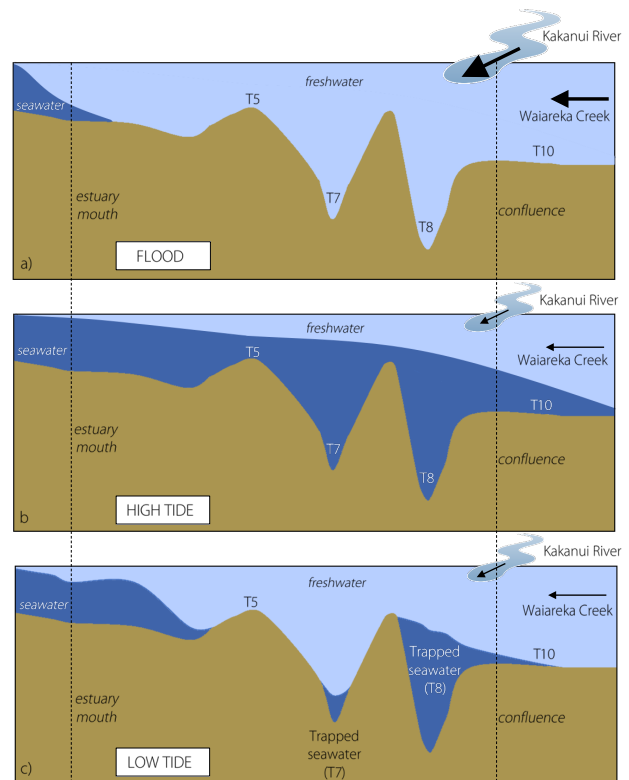 Kakanui River
freshwater
T5
seawater
Waiareka Creek
T10
T7
estuary
mouth
T8
confluence
FLOOD
a)
Kakanui River
freshwater
seawater
T5
Waiareka Creek
T10
estuary
mouth
T7
T8
confluence
HIGH TIDE
b
Kakanui River
freshwater
seawater
T5
Waiareka Creek
T10
Trapped
seawater
(T8)
estuary
mouth
confluence
Trapped
seawater
(T7)
LOW TIDE
c)